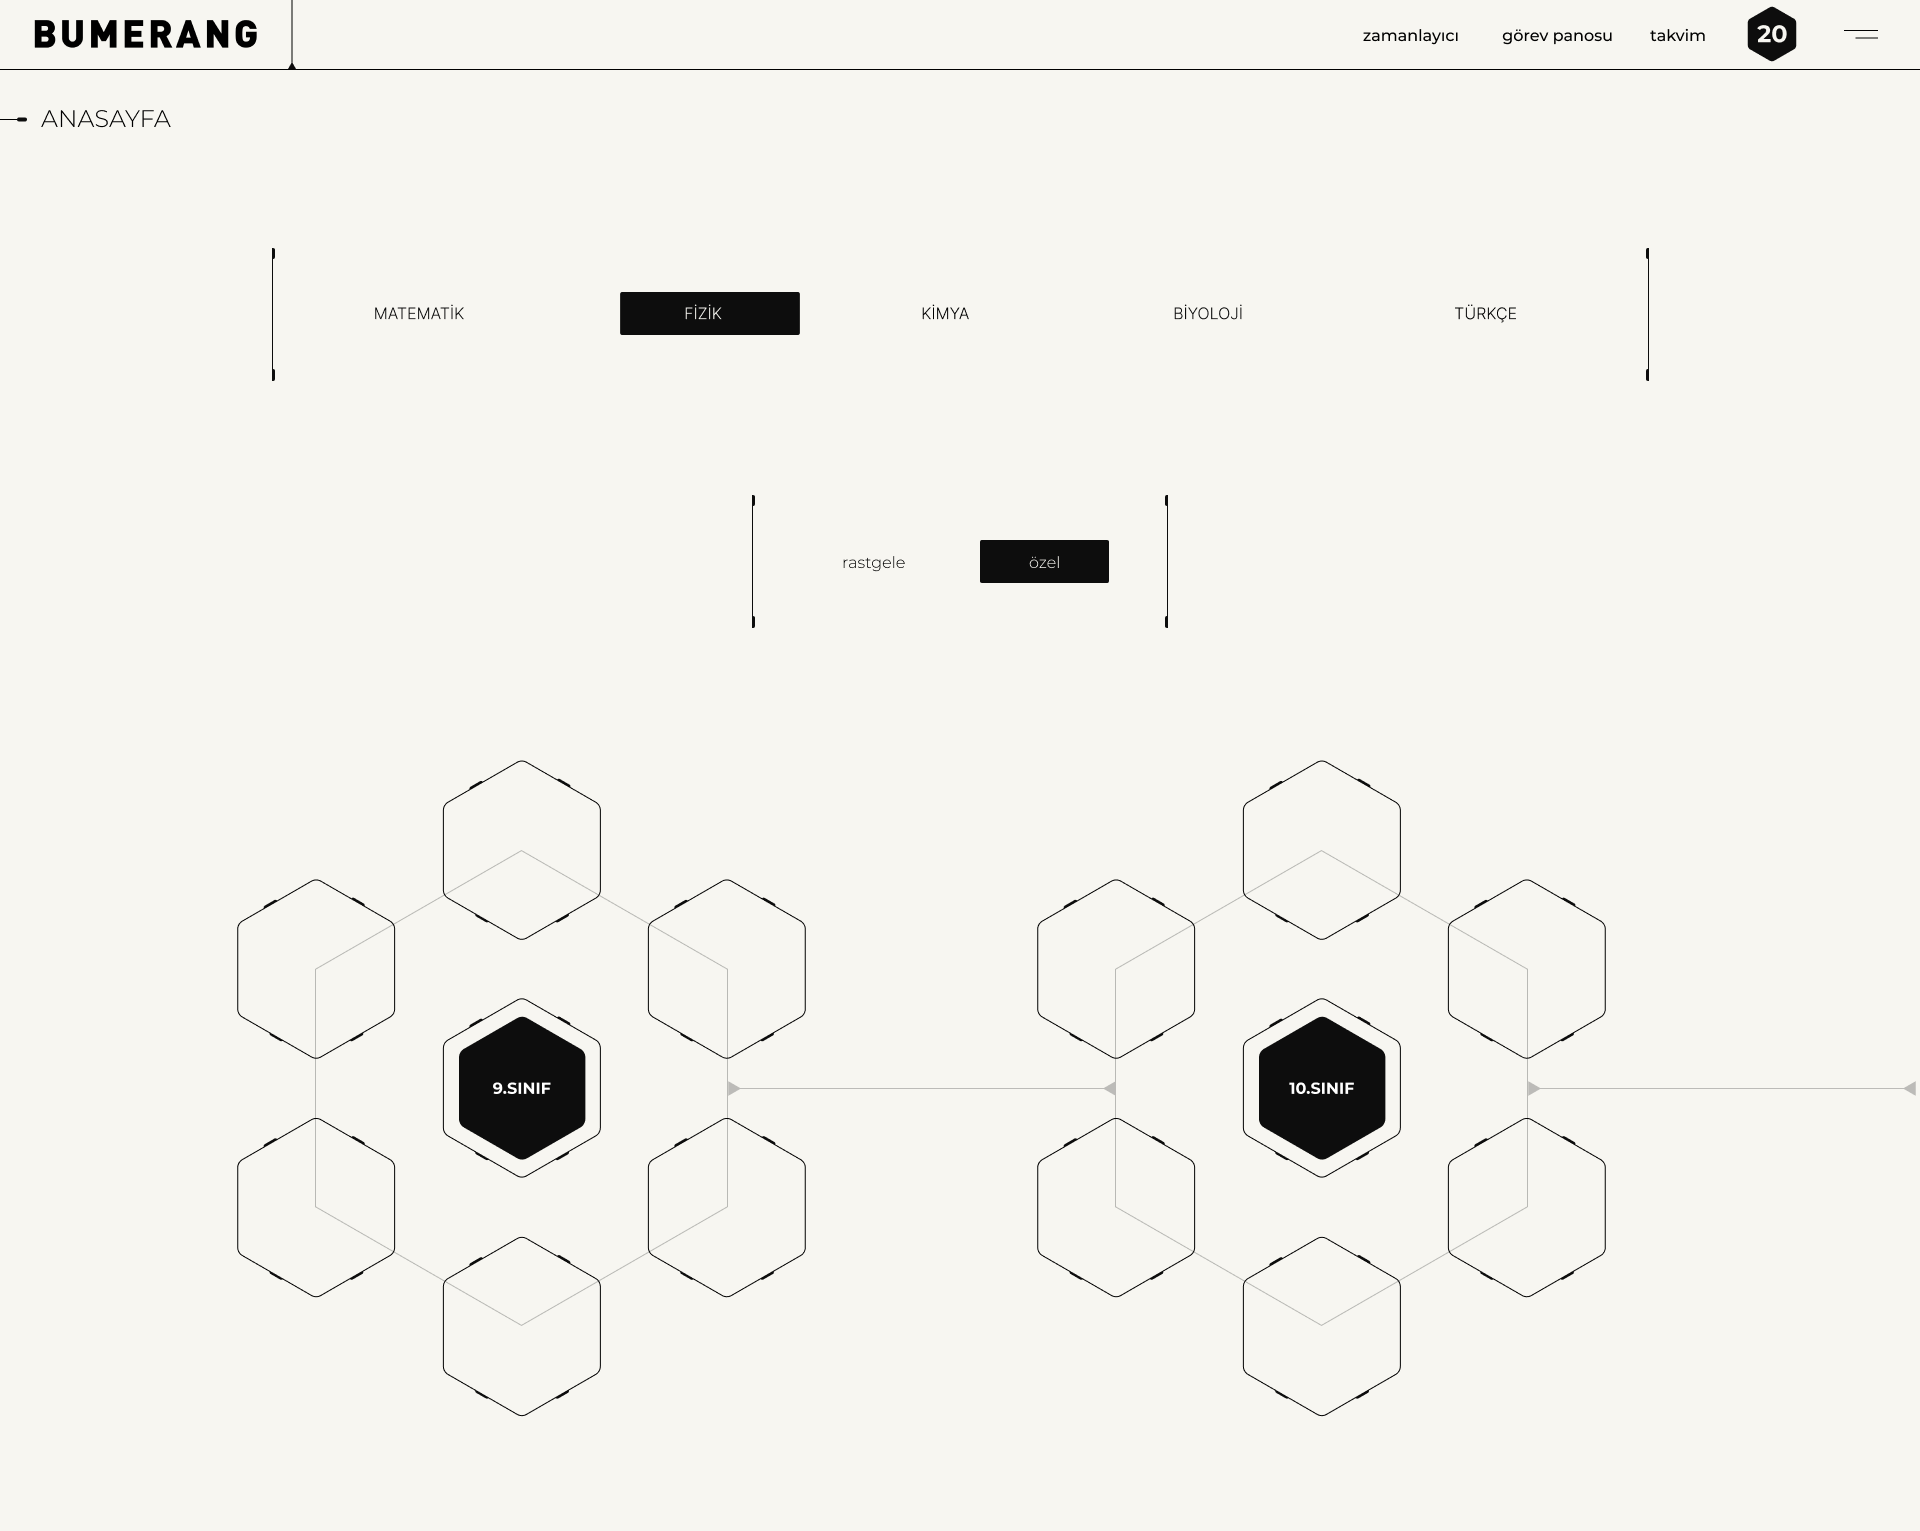 BUMERANG
zamanlayıcı
görev panosu
takvim
20
ANASAYFA
MATEMATİK
FİZİK
KİMYA
BİYOLOJİ
TÜRKÇE
rastgele
özel
9.SINIF
10.SINIF